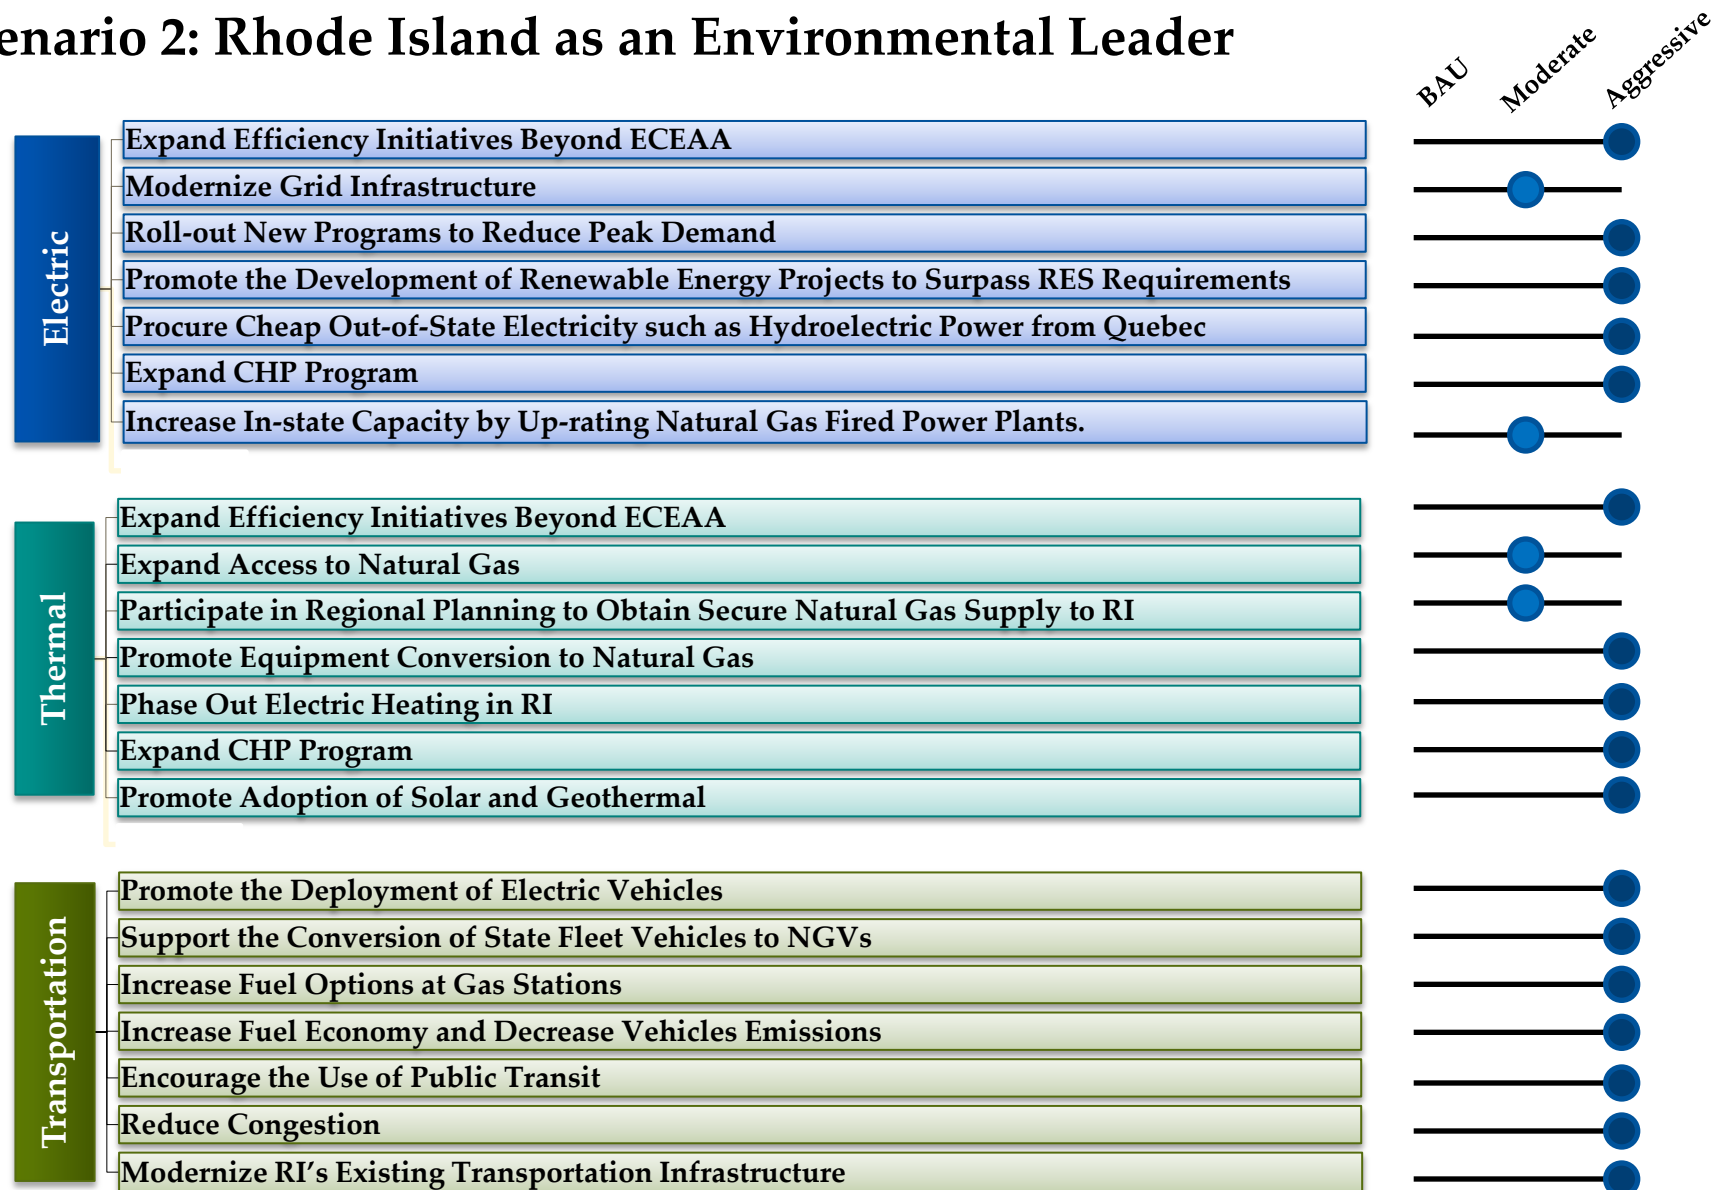 enario 2: Rhode Island as an Environmental Leader
BAU
Moderate
Aggressive
Electric
Expand Efficiency Initiatives Beyond ECEAA
Modernize Grid Infrastructure
Roll-out New Programs to Reduce Peak Demand
Promote the Development of Renewable Energy Projects to Surpass RES Requirements
Procure Cheap Out-of-State Electricity such as Hydroelectric Power from Quebec
Expand CHP Program
Increase In-state Capacity by Up-rating Natural Gas Fired Power Plants.
Thermal
Expand Efficiency Initiatives Beyond ECEAA
Expand Access to Natural Gas
Participate in Regional Planning to Obtain Secure Natural Gas Supply to RI
Promote Equipment Conversion to Natural Gas
Phase Out Electric Heating in RI
Expand CHP Program
Promote Adoption of Solar and Geothermal
Transportation
Promote the Deployment of Electric Vehicles
Support the Conversion of State Fleet Vehicles to NGVs
Increase Fuel Options at Gas Stations
Increase Fuel Economy and Decrease Vehicles Emissions
Encourage the Use of Public Transit
Reduce Congestion
Modernize RI's Existing Transportation Infrastructure